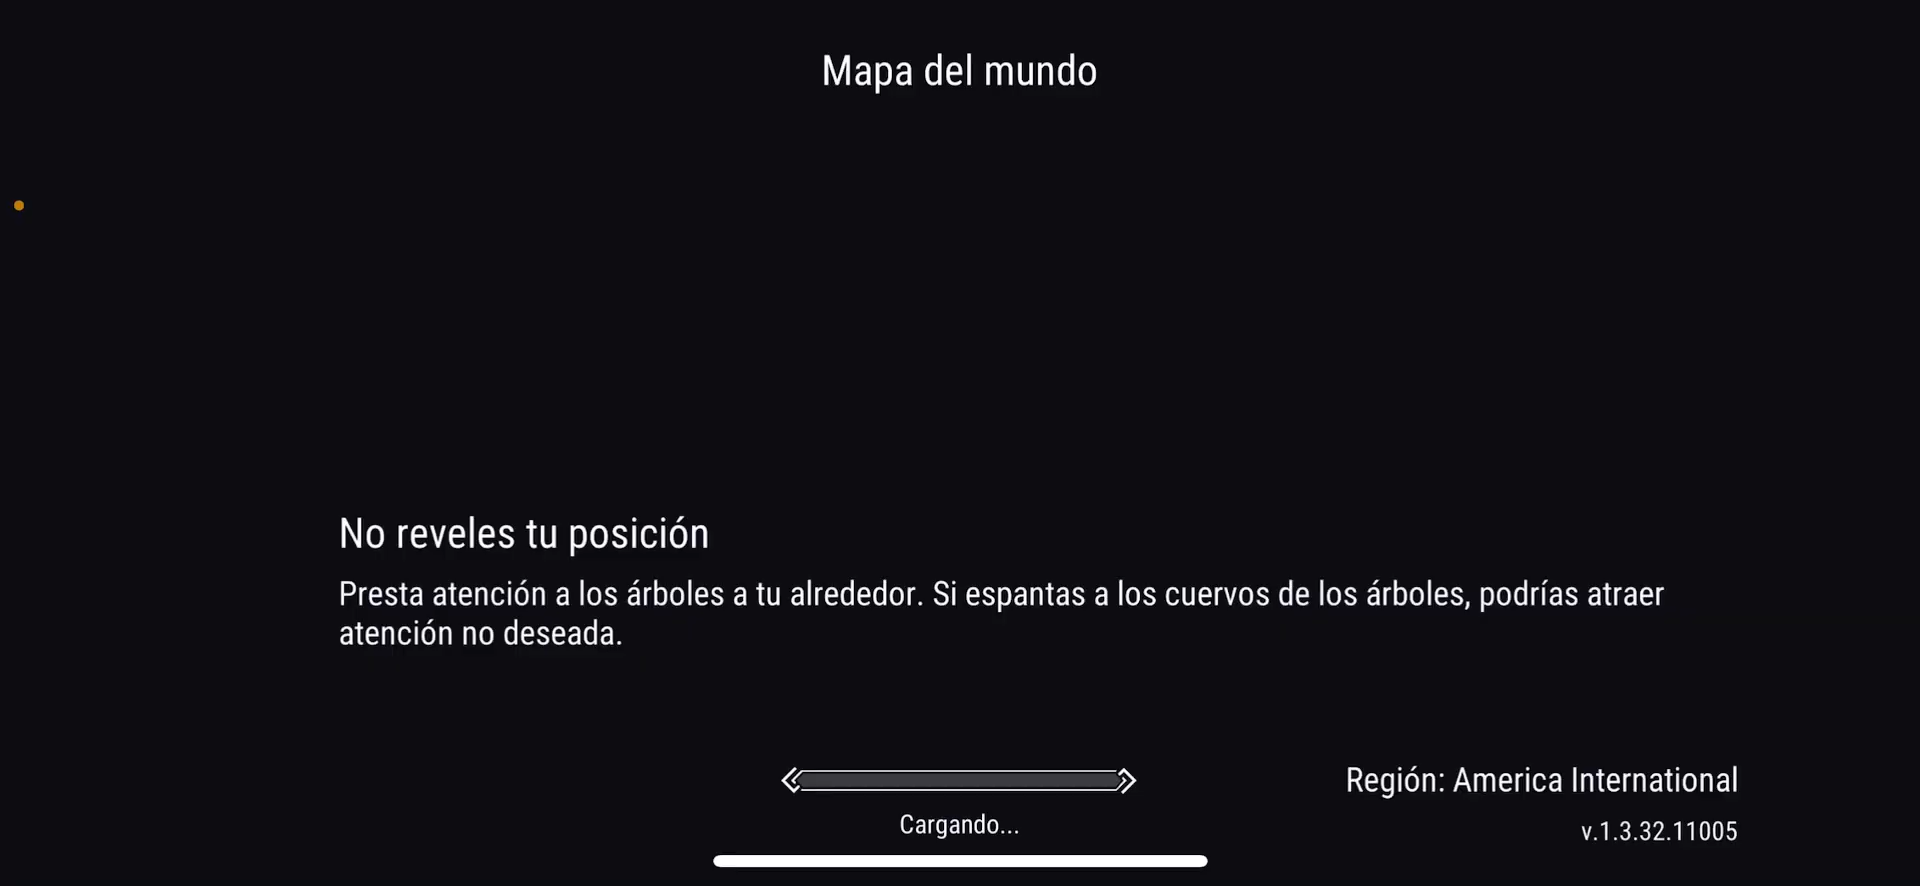 Mapa del mundo
No reveles tu posición
Presta atención a los árboles a tu alrededor. Si espantas a los cuervos de los árboles, podrías atraer
atención no deseada.
Región: America International
Cargando...
v.1.3.32.11005